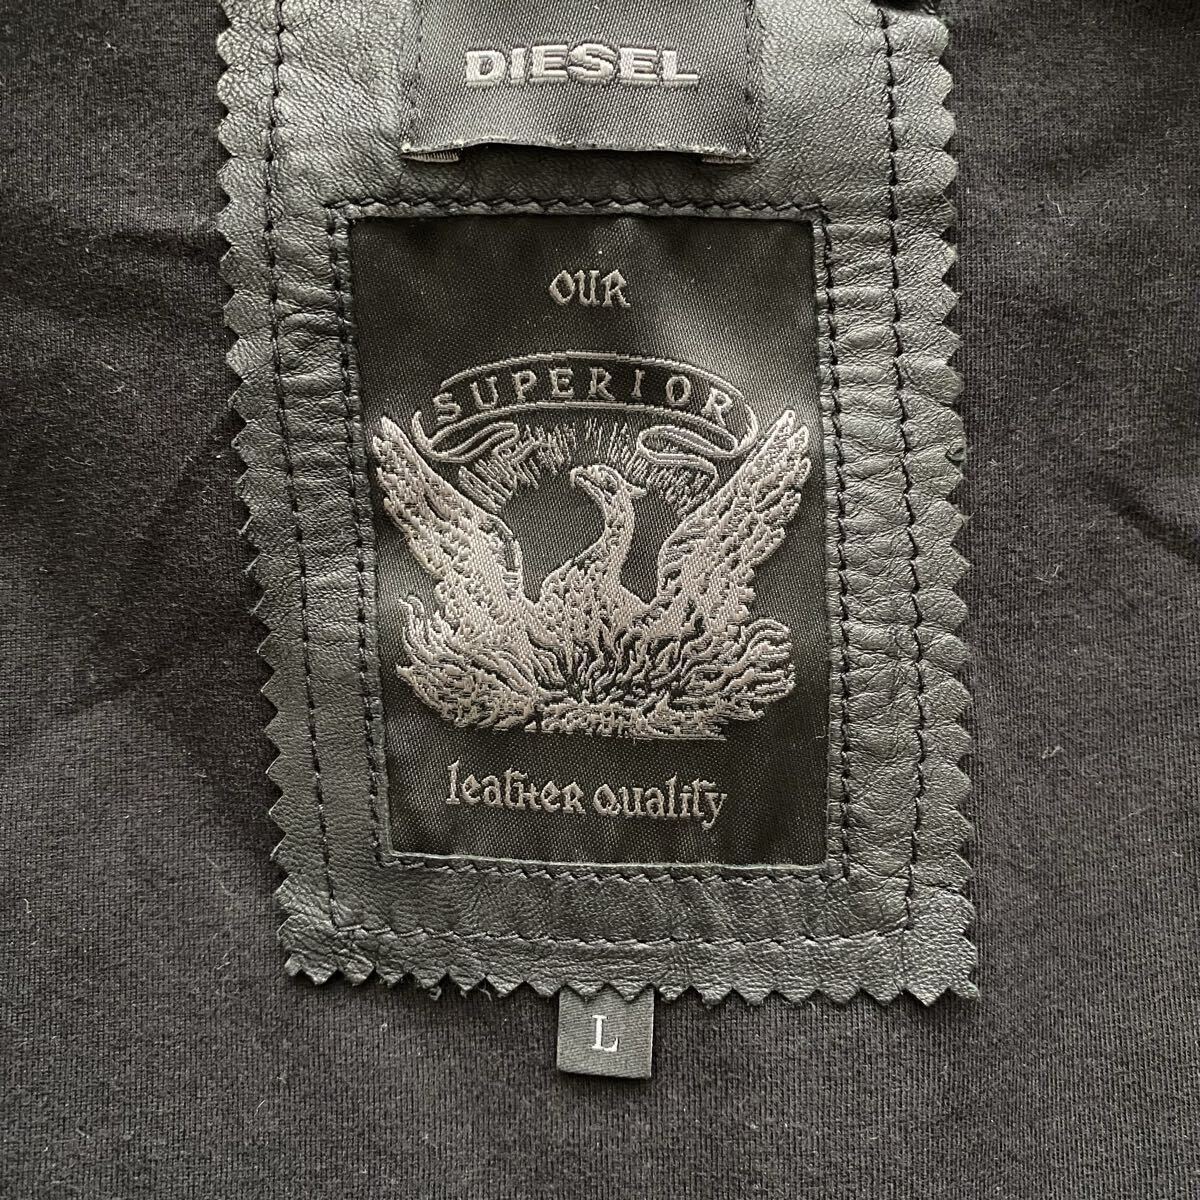 DIESEL
OUR
SUPERIOR
leather quality
L